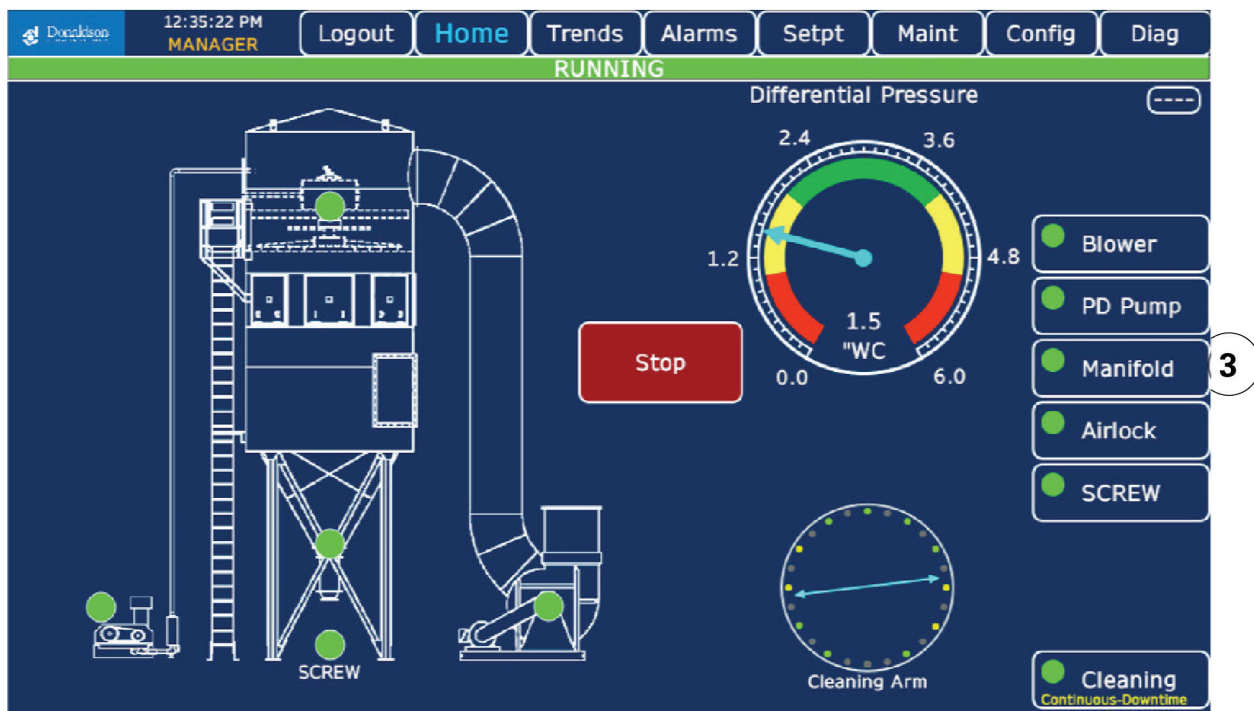 Donaldson
12:35:22 PM
MANAGER
Logout
Home
Trends
Alarms
Setpt
Maint
Config
Diag
RUNNING
Differential Pressure
----
2.4
3.6
1.2
4.8
1.5
"WC
0.0
6.0
Stop
Blower
PD Pump
Manifold
3
Airlock
SCREW
SCREW
Cleaning Arm
Cleaning
Continuous-Downtime